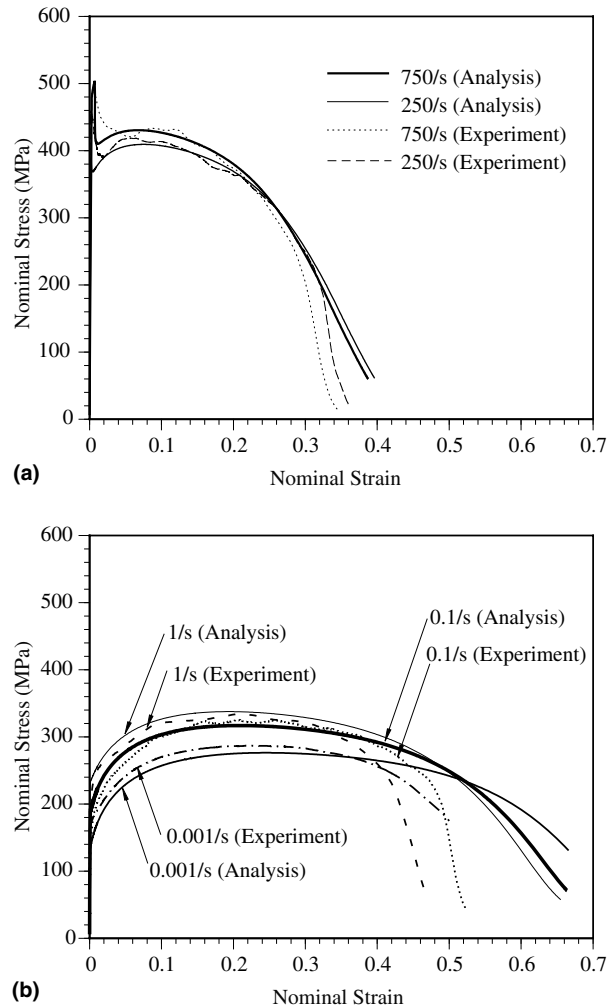 600
500
400
300
200
100
0
Nominal Stress (MPa)
750/s (Analysis)
250/s (Analysis)
750/s (Experiment)
250/s (Experiment)
0 0.1 0.2 0.3 0.4 0.5 0.6 0.7
Nominal Strain
(a)
600
500
400
300
200
100
0
Nominal Stress (MPa)
1/s (Analysis)
1/s (Experiment)
0.1/s (Analysis)
0.1/s (Experiment)
0.001/s (Experiment)
0.001/s (Analysis)
0 0.1 0.2 0.3 0.4 0.5 0.6 0.7
Nominal Strain
(b)